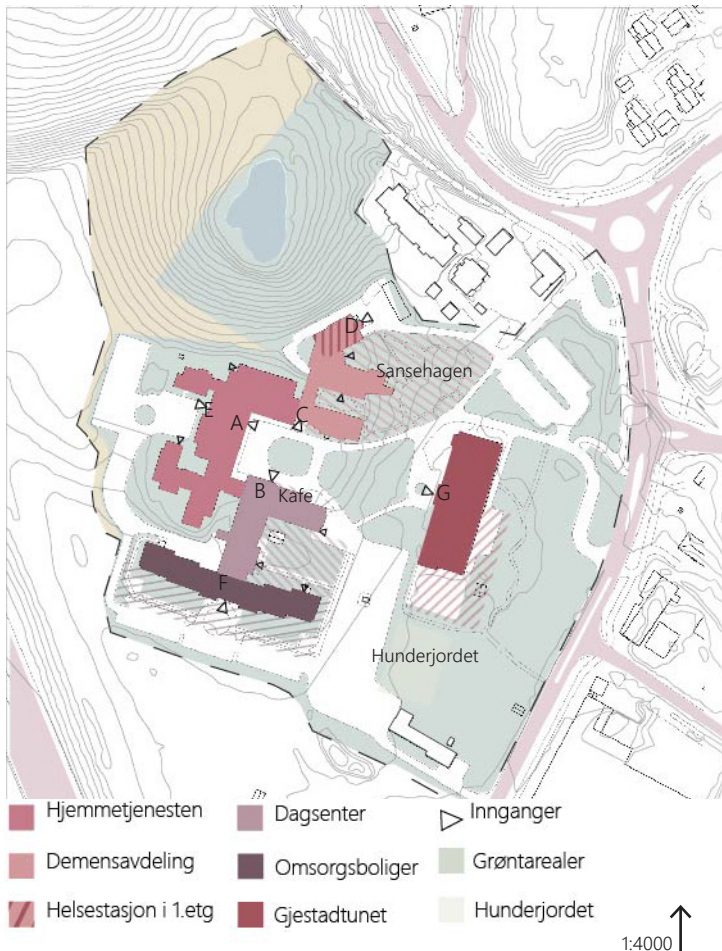 D
Sansehagen
E
A
C
B
Kafe
G
F
Hunderjordet
Hjemmetjenesten
Dagsenter
Innganger
Demensavdeling
Omsorgsboliger
Grøntarealer
Helsestasjon i 1.etg
Gjestadtunet
Hunderjordet
1:4000